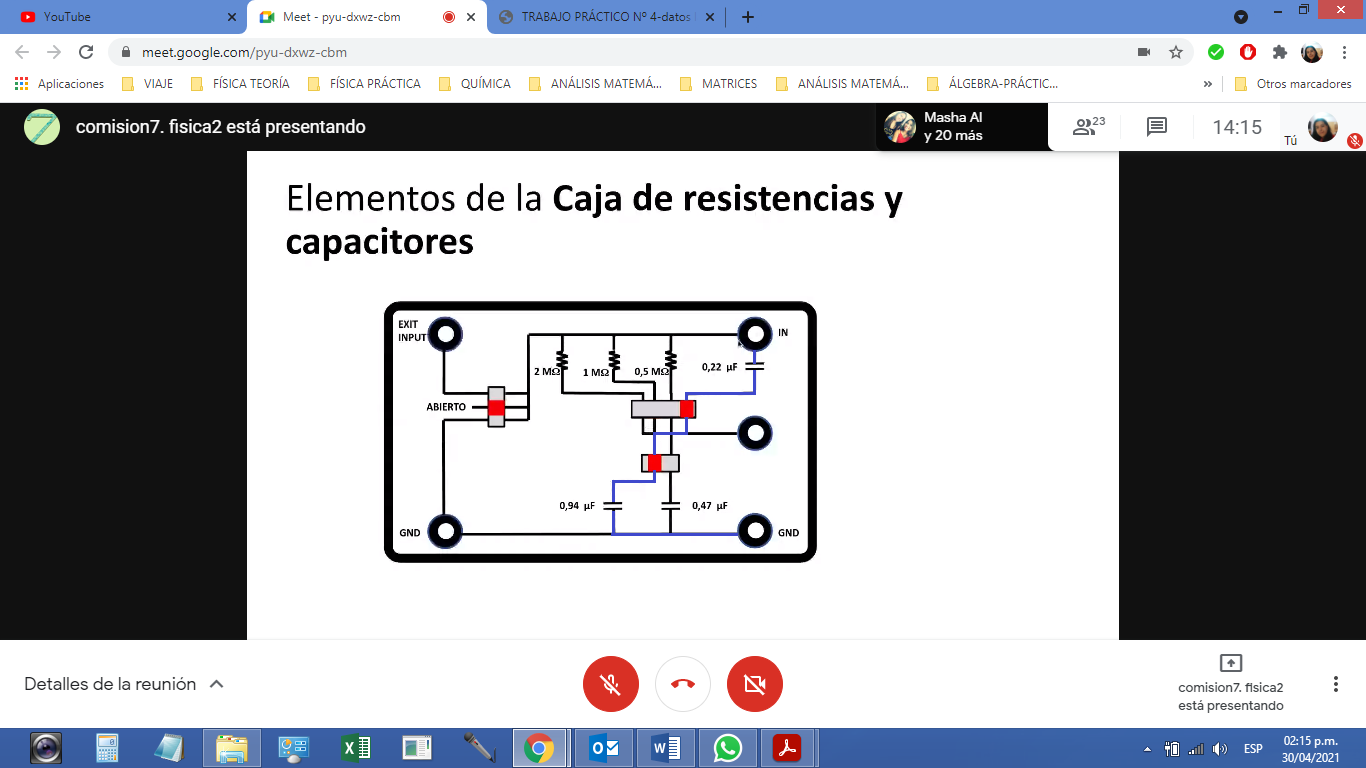 YouTube
Meet - pyu-dxwz-cbm
TRABAJO PRÁCTICO Nº 4-datos
meet.google.com/pyu-dxwz-cbm
Aplicaciones
VIAJE
FÍSICA TEORÍA
FÍSICA PRÁCTICA
QUÍMICA
ANÁLISIS MATEMÁ...
MATRICES
ANÁLISIS MATEMÁ...
ÁLGEBRA-PRÁCTIC...
»
Otros marcadores
7
comision7. fisica2 está presentando
Masha Al
y 20 más
23
14:15
Tú
Elementos de la Caja de resistencias y
capacitores
EXIT
INPUT
IN
2 MΩ
1 MΩ
0,5 MΩ
0,22 µF
ABIERTO
0,94 µF
0,47 µF
GND
GND
Detalles de la reunión
comision7. fisica2
está presentando
ESP
02:15 p.m.
30/04/2021